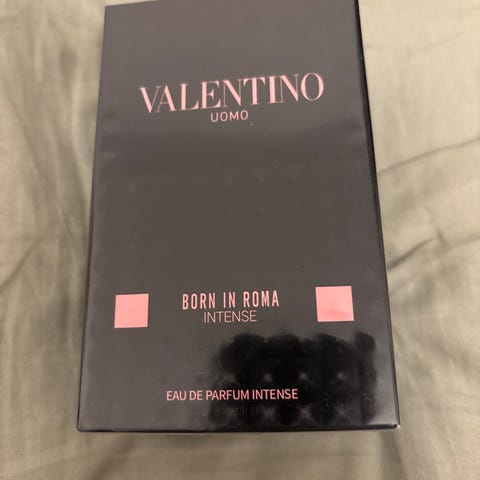 VALENTINO
UOMO
BORN IN ROMA
INTENSE
EAU DE PARFUM INTENSE